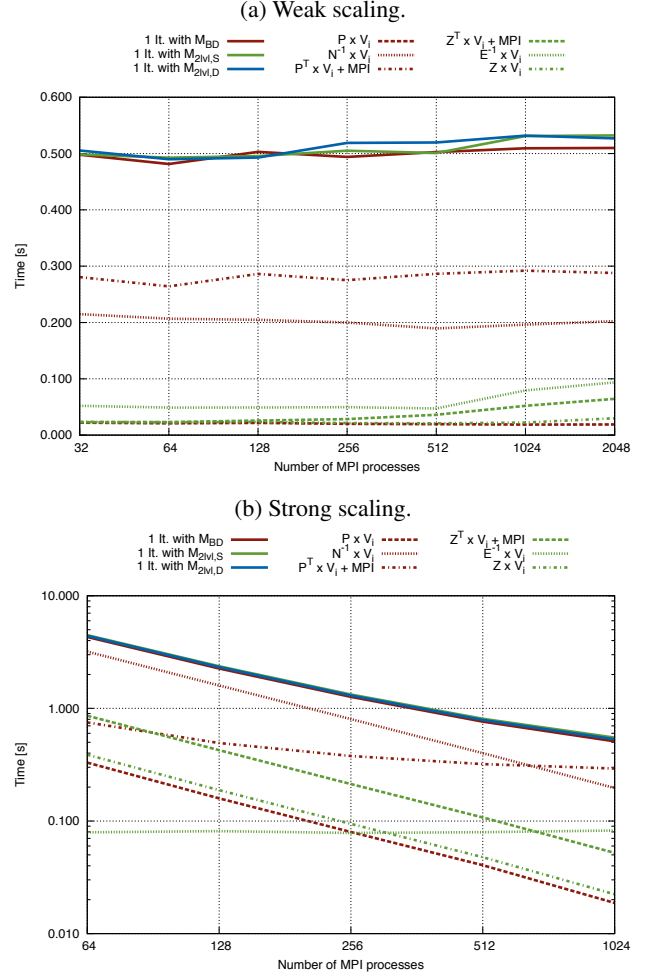 (a) Weak scaling.
1 It. with M_BD P x V_i Z^T x V_i + MPI
1 It. with M_2lvl,S N^-1 x V_i E^-1 x V_i
1 It. with M_2lvl,D P^T x V_i + MPI Z x V_i
0.600
0.500
0.400
0.300
0.200
0.100
0.000
Time [s]
32 64 128 256 512 1024 2048
Number of MPI processes
(b) Strong scaling.
1 It. with M_BD P x V_i Z^T x V_i + MPI
1 It. with M_2lvl,S N^-1 x V_i E^-1 x V_i
1 It. with M_2lvl,D P^T x V_i + MPI Z x V_i
10.000
1.000
0.100
0.010
Time [s]
64 128 256 512 1024
Number of MPI processes